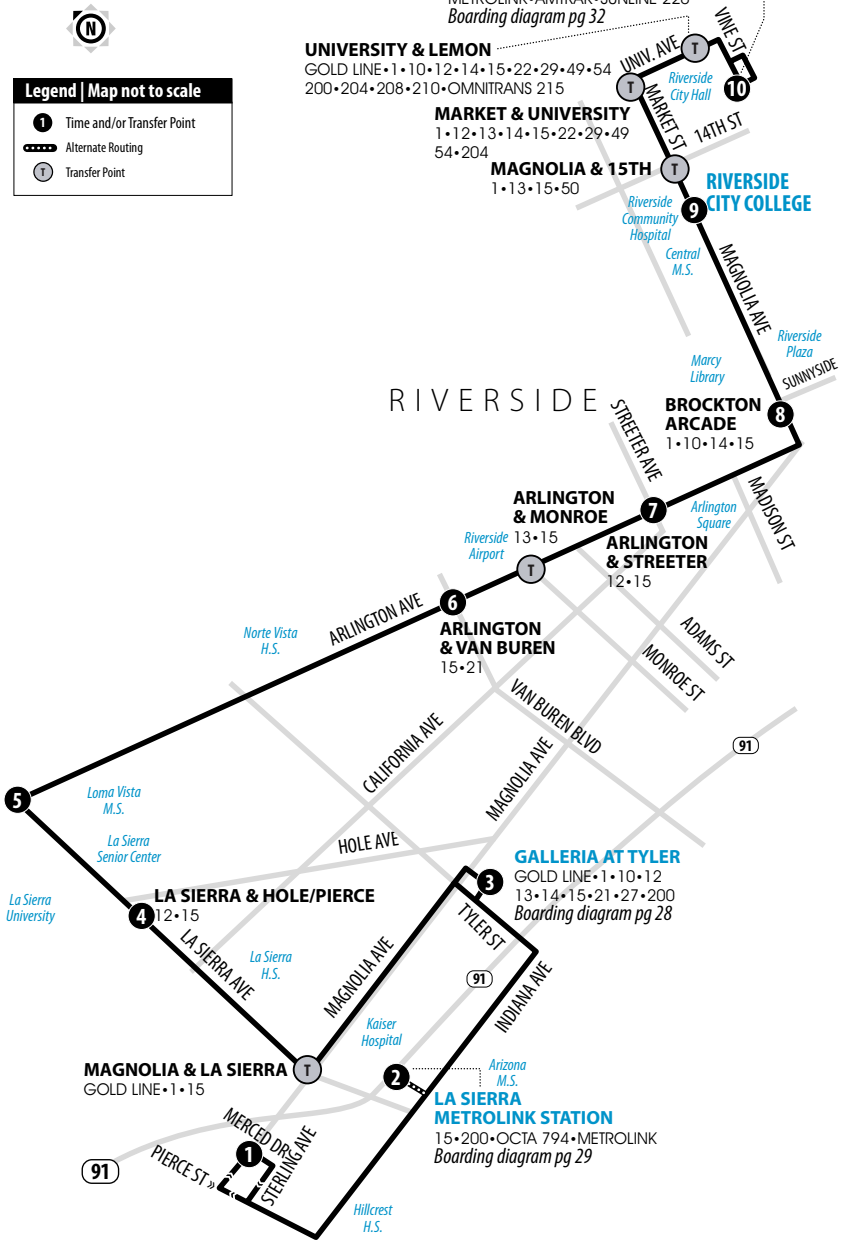 METROLINK•AMTRAK•SUNLINE 220
Boarding diagram pg 32
N
UNIVERSITY & LEMON
GOLD LINE•1•10•12•14•15•22•29•49•54
200•204•208•210•OMNITRANS 215
UNIV. AVE
T
VINE ST
Riverside
City Hall
10
T
Legend | Map not to scale
1 Time and/or Transfer Point
Alternate Routing
T Transfer Point
MARKET & UNIVERSITY
1•12•13•14•15•22•29•49
54•204
MARKET ST
14TH ST
MAGNOLIA & 15TH
1•13•15•50
T
RIVERSIDE
CITY COLLEGE
9
Riverside
Community
Hospital
Central
M.S.
MAGNOLIA AVE
Riverside
Plaza
Marcy
Library
SUNNYSIDE
RIVERSIDE
BROCKTON
ARCADE
1•10•14•15
8
STREETER AVE
MADISON ST
ARLINGTON
& MONROE
13•15
7
Arlington
Square
Riverside
Airport
T
ARLINGTON
& STREETER
12•15
6
ARLINGTON AVE
ARLINGTON
& VAN BUREN
15•21
Norte Vista
H.S.
ADAMS ST
MONROE ST
VAN BUREN BLVD
CALIFORNIA AVE
MAGNOLIA AVE
91
5
Loma Vista
M.S.
La Sierra
Senior Center
HOLE AVE
GALLERIA AT TYLER
GOLD LINE•1•10•12
13•14•15•21•27•200
Boarding diagram pg 28
3
La Sierra
University
4
LA SIERRA & HOLE/PIERCE
12•15
TYLER ST
LA SIERRA AVE
La Sierra
H.S.
MAGNOLIA AVE
91
INDIANA AVE
Kaiser
Hospital
MAGNOLIA & LA SIERRA
GOLD LINE•1•15
T
2
Arizona
M.S.
LA SIERRA
METROLINK STATION
15•200•OCTA 794•METROLINK
Boarding diagram pg 29
MERCED DR
1
STERLING AVE
PIERCE ST
91
Hillcrest
H.S.